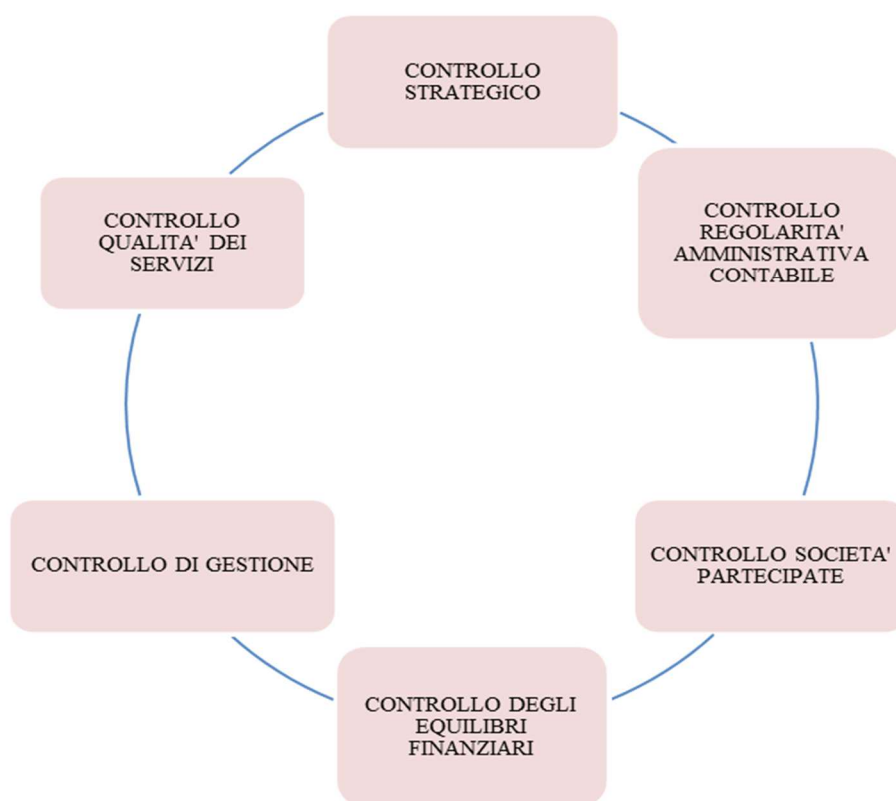 CONTROLLO
STRATEGICO
CONTROLLO
REGOLARITA'
AMMINISTRATIVA
CONTABILE
CONTROLLO SOCIETA'
PARTECIPATE
CONTROLLO DEGLI
EQUILIBRI
FINANZIARI
CONTROLLO DI GESTIONE
CONTROLLO
QUALITA' DEI
SERVIZI